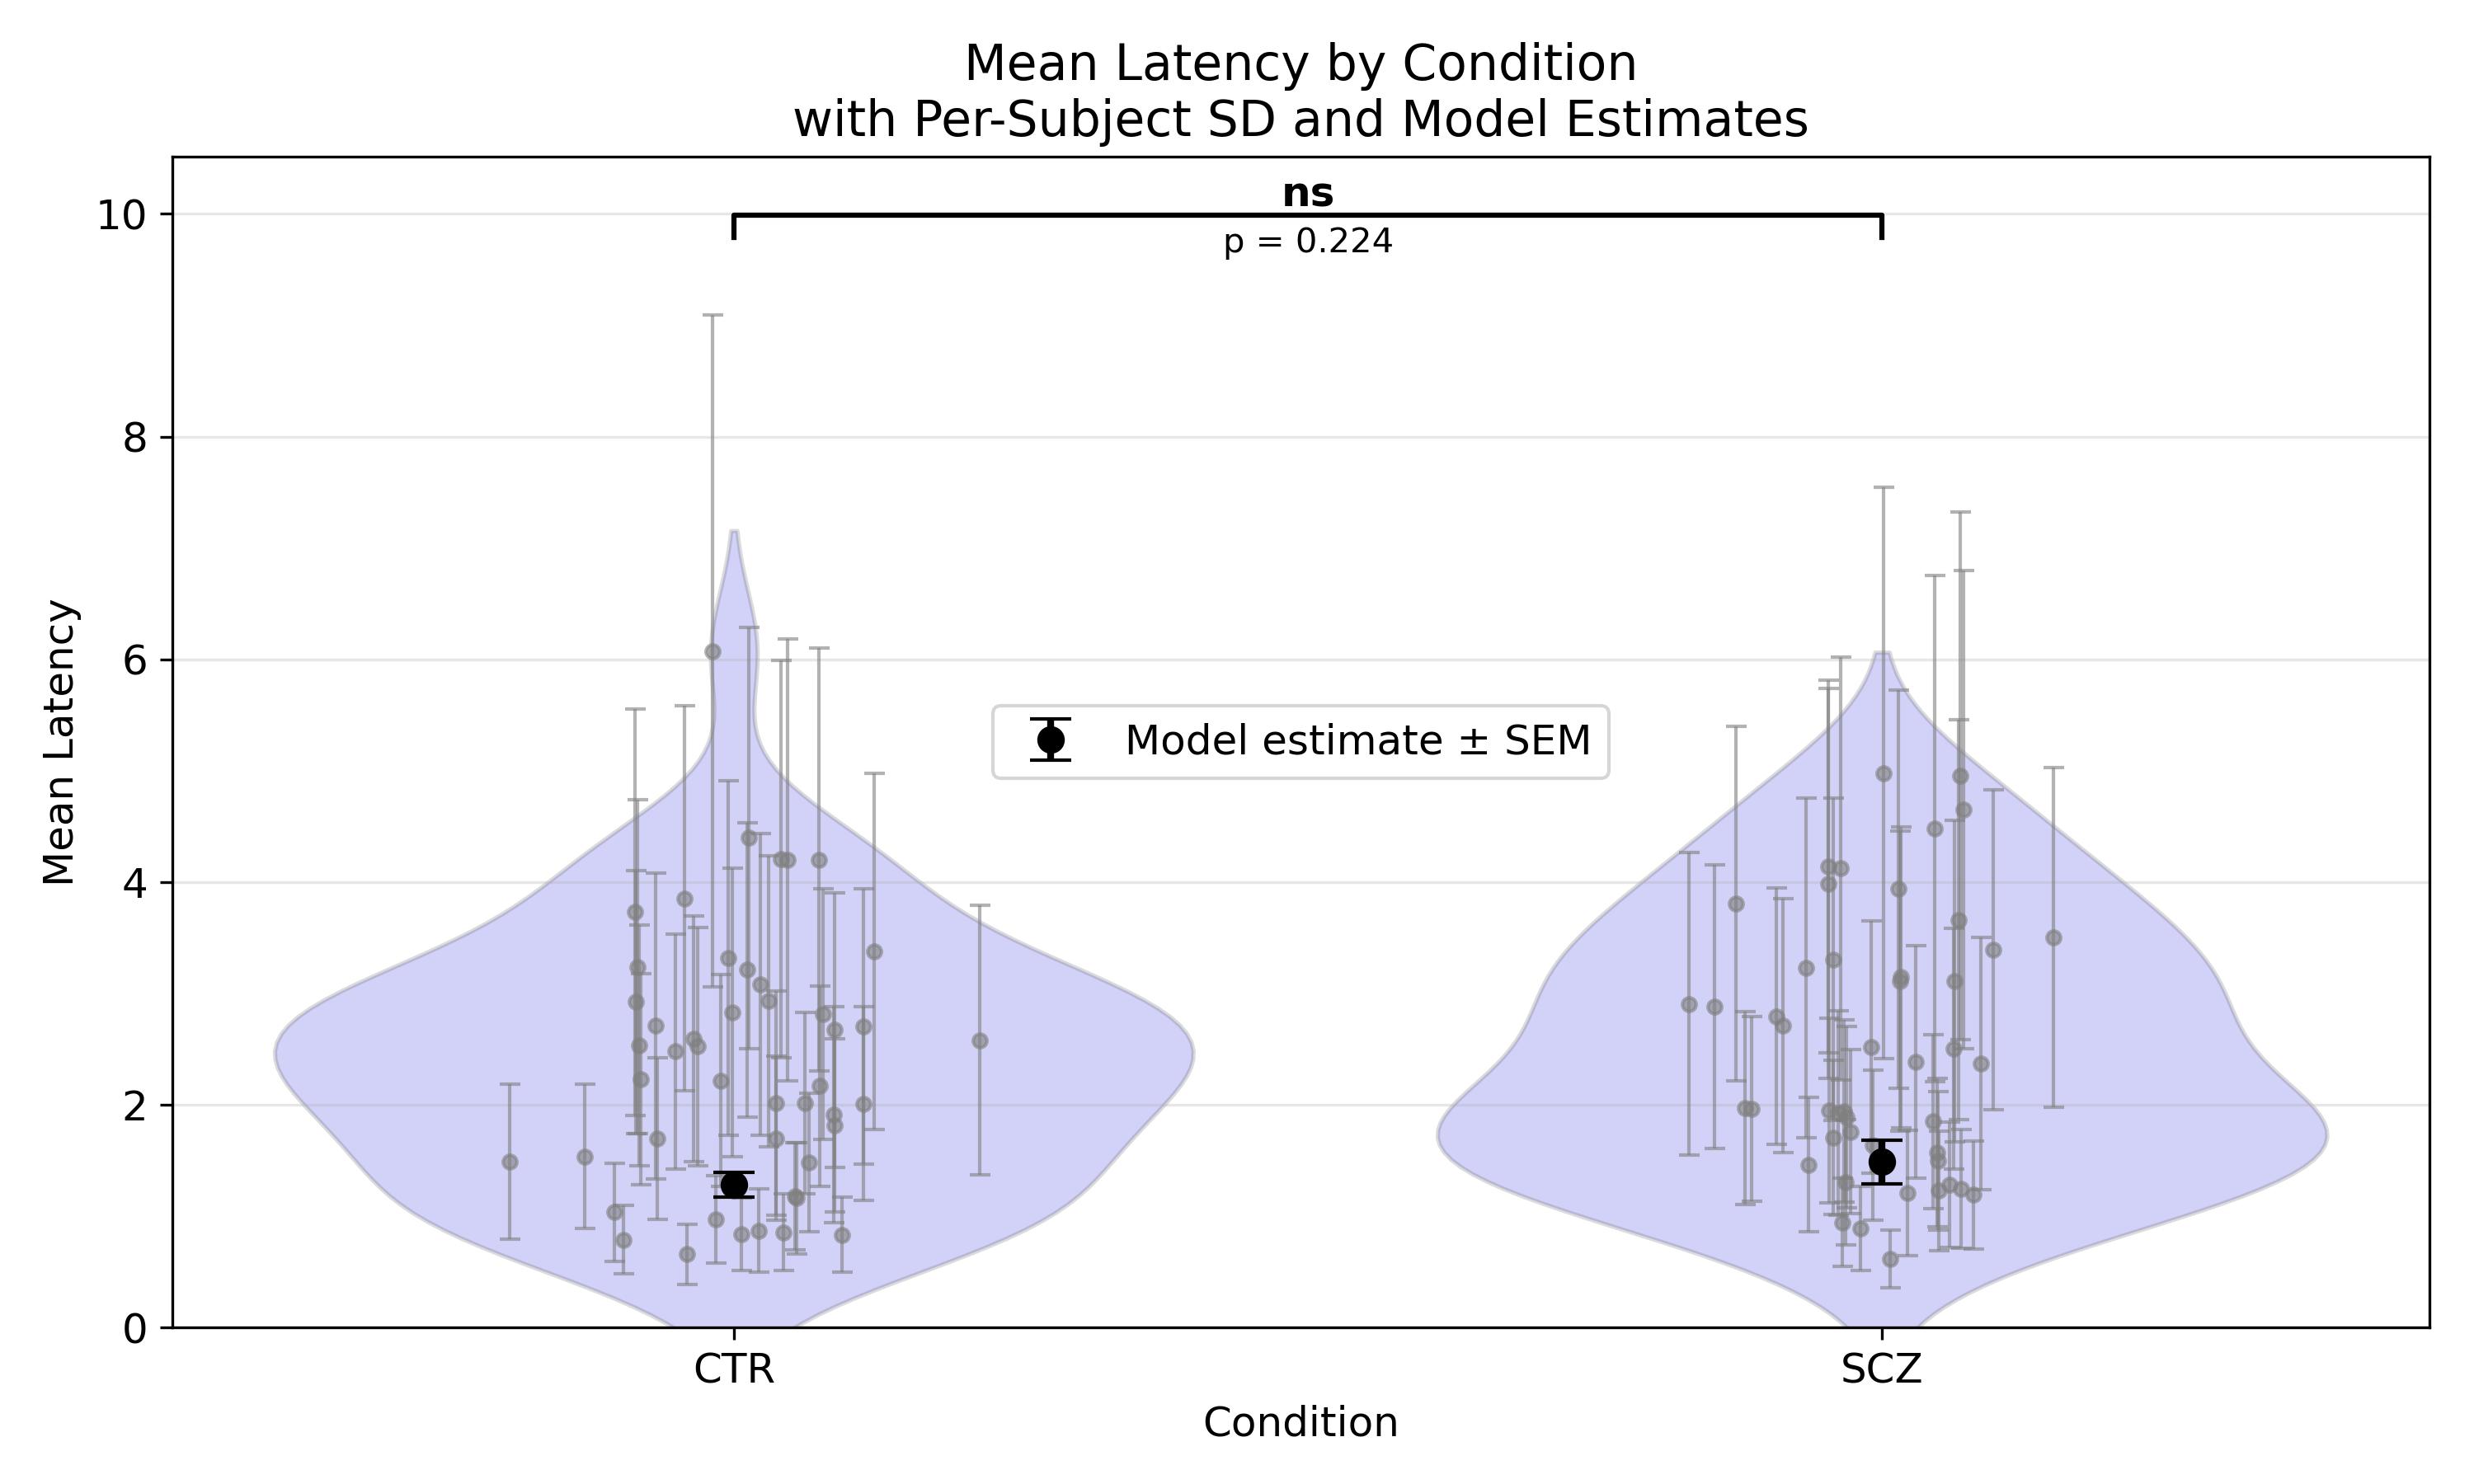 Mean Latency by Condition
with Per-Subject SD and Model Estimates
ns
p = 0.224
10
8
6
4
2
0
Mean Latency
Model estimate ± SEM
CTR
SCZ
Condition